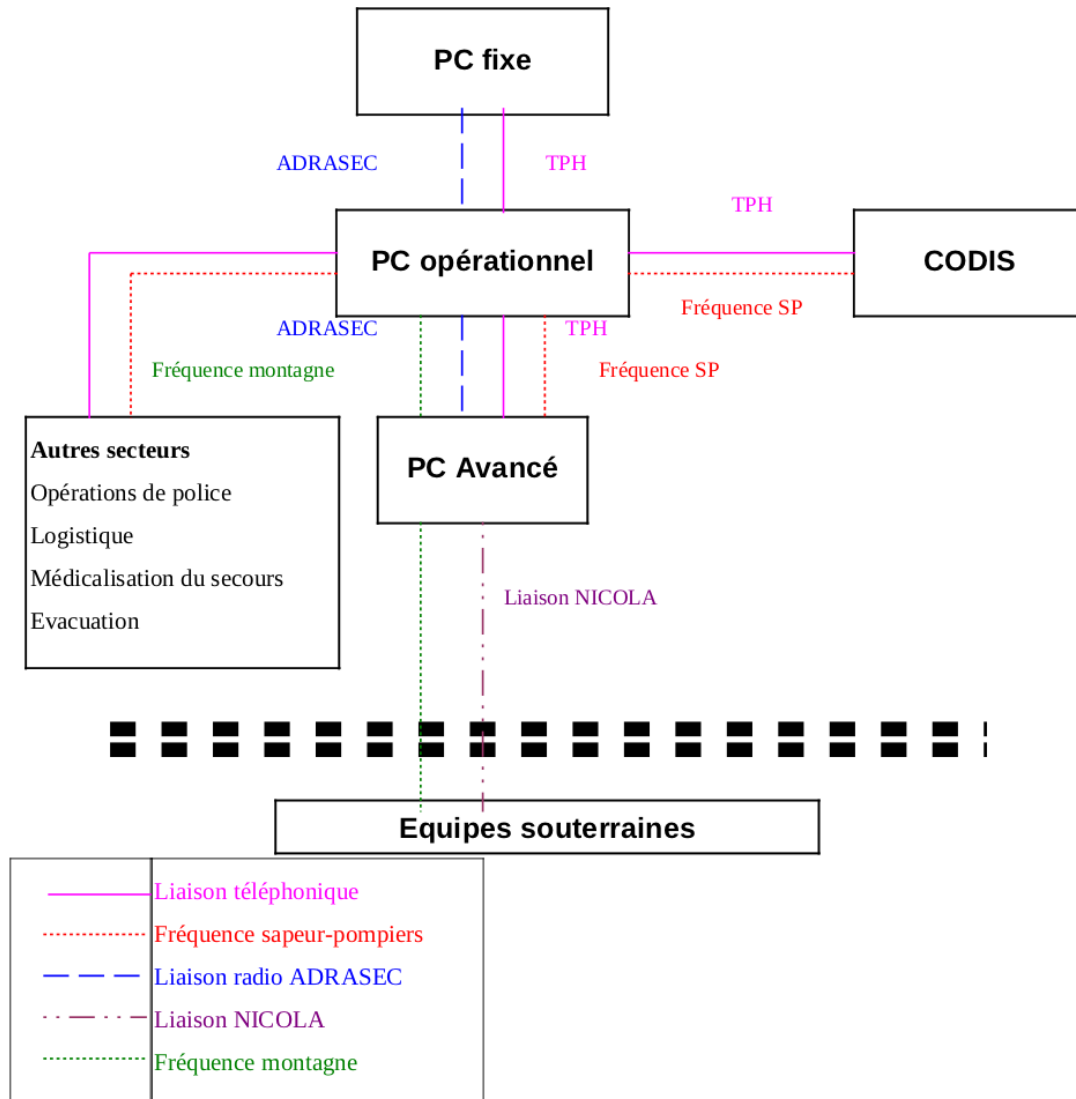 PC fixe
ADRASEC
TPH
TPH
PC opérationnel
CODIS
Fréquence SP
ADRASEC
TPH
Fréquence montagne
Fréquence SP
Autres secteurs
Opérations de police
Logistique
Médicalisation du secours
Evacuation
PC Avancé
Liaison NICOLA
Equipes souterraines
Liaison téléphonique
Fréquence sapeur-pompiers
Liaison radio ADRASEC
Liaison NICOLA
Fréquence montagne